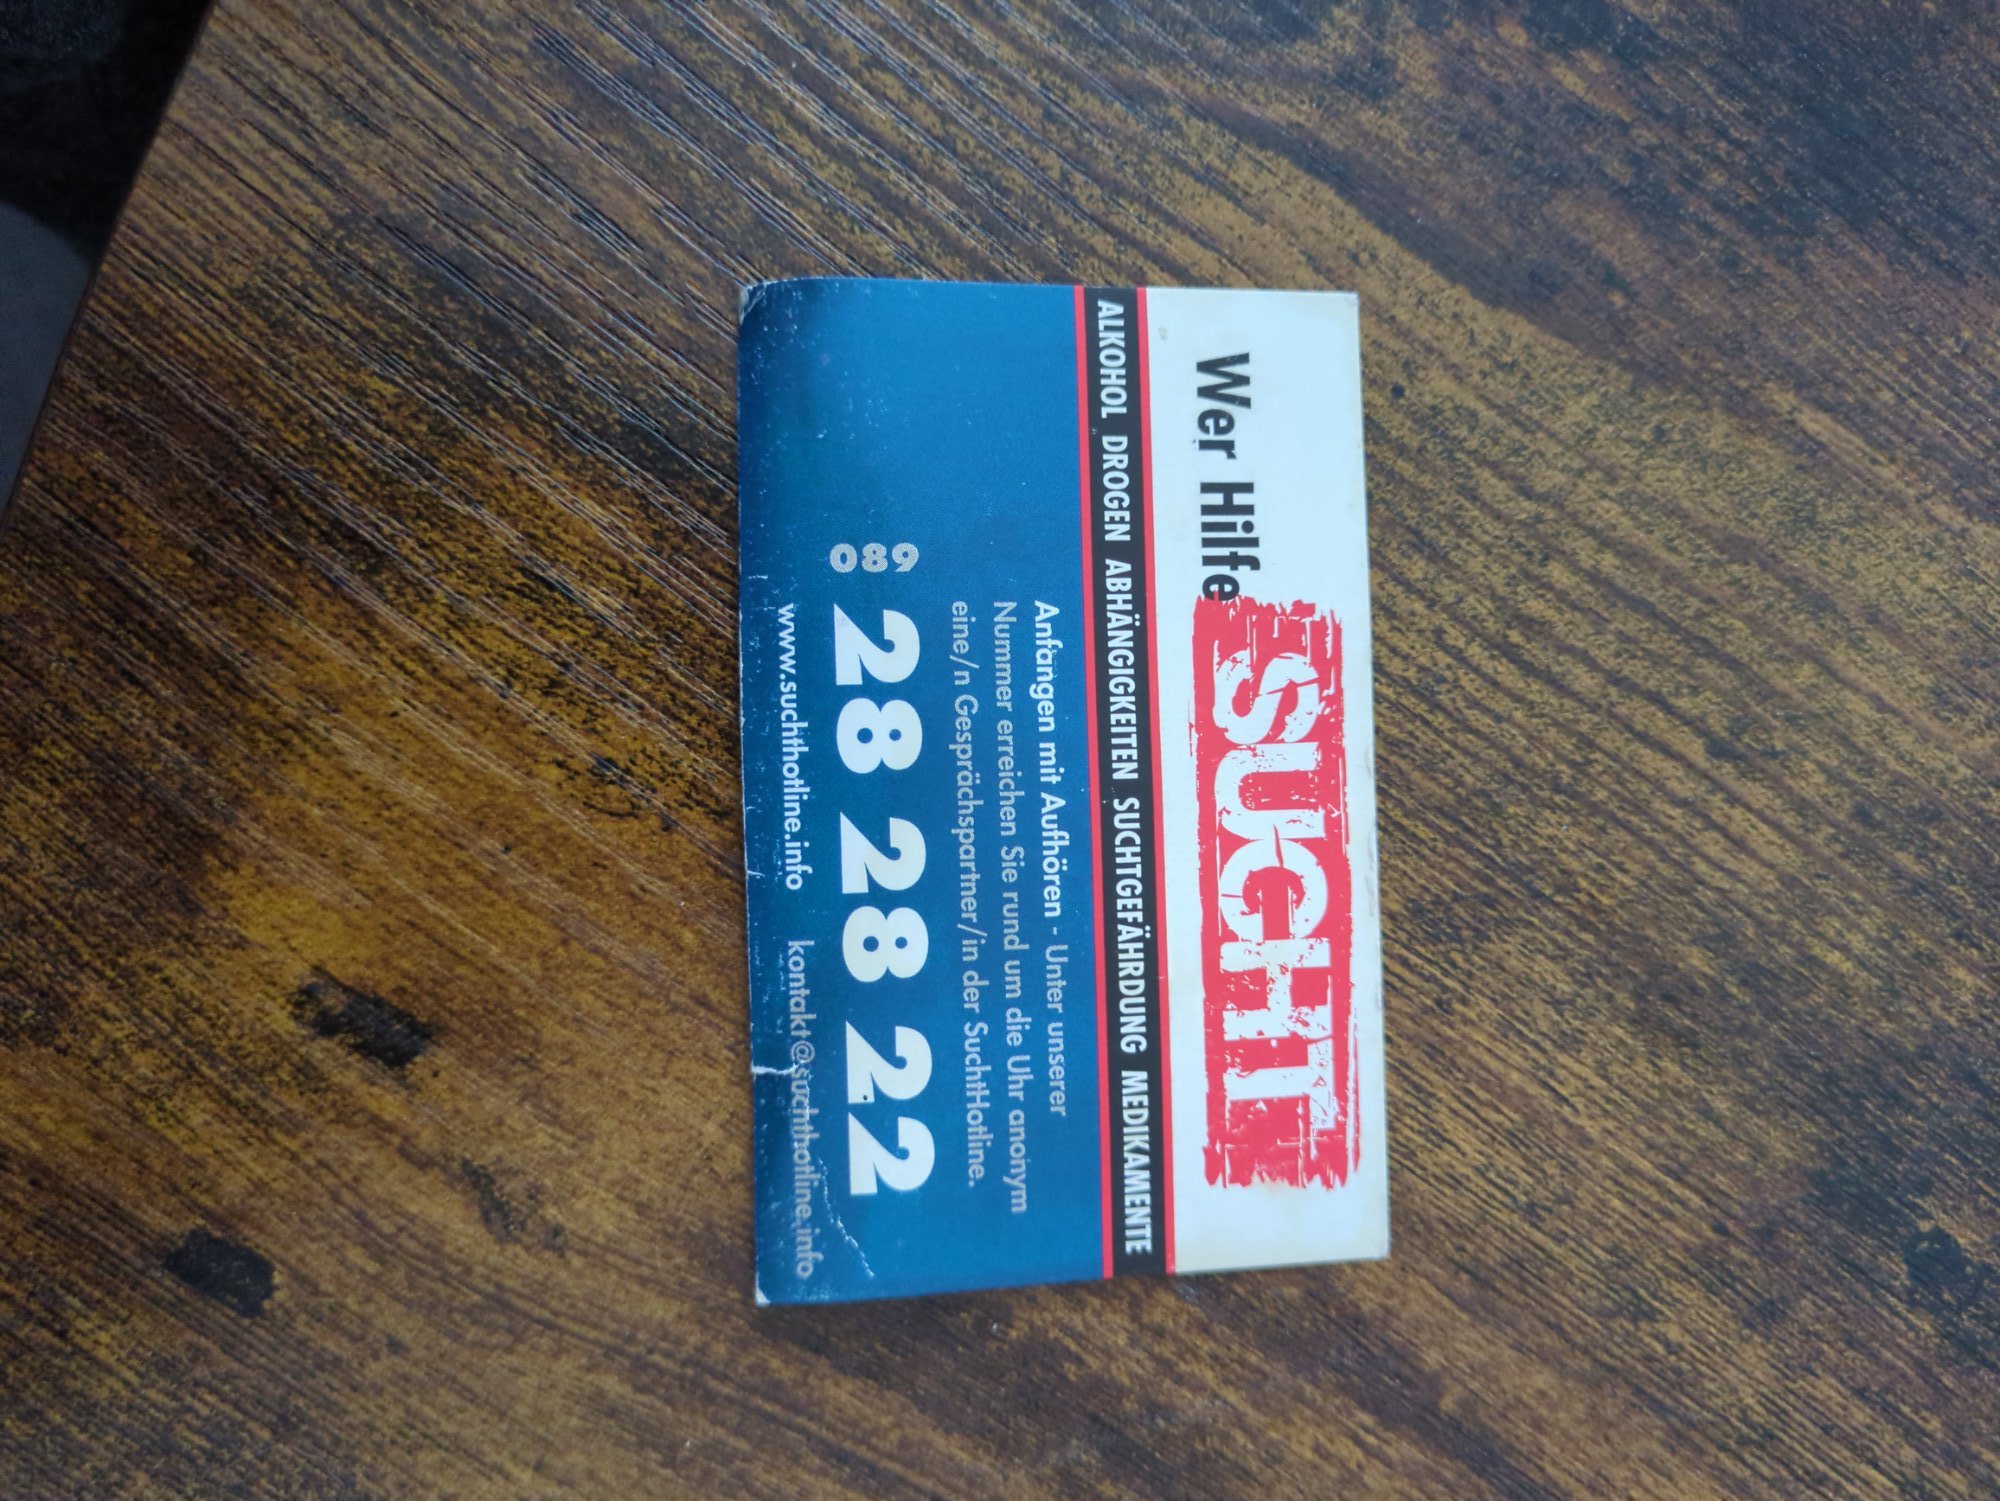 Wer Hilfe SUCHT
ALKOHOL DROGEN ABHÄNGIGKEITEN SUCHTGEFÄHRDUNG MEDIKAMENTE
Anfangen mit Aufhören - Unter unserer
Nummer erreichen Sie rund um die Uhr anonym
eine/n Gesprächspartner/in der SuchtHotline.
089 28 28 22
www.suchthotline.info kontakt@suchthotline.info